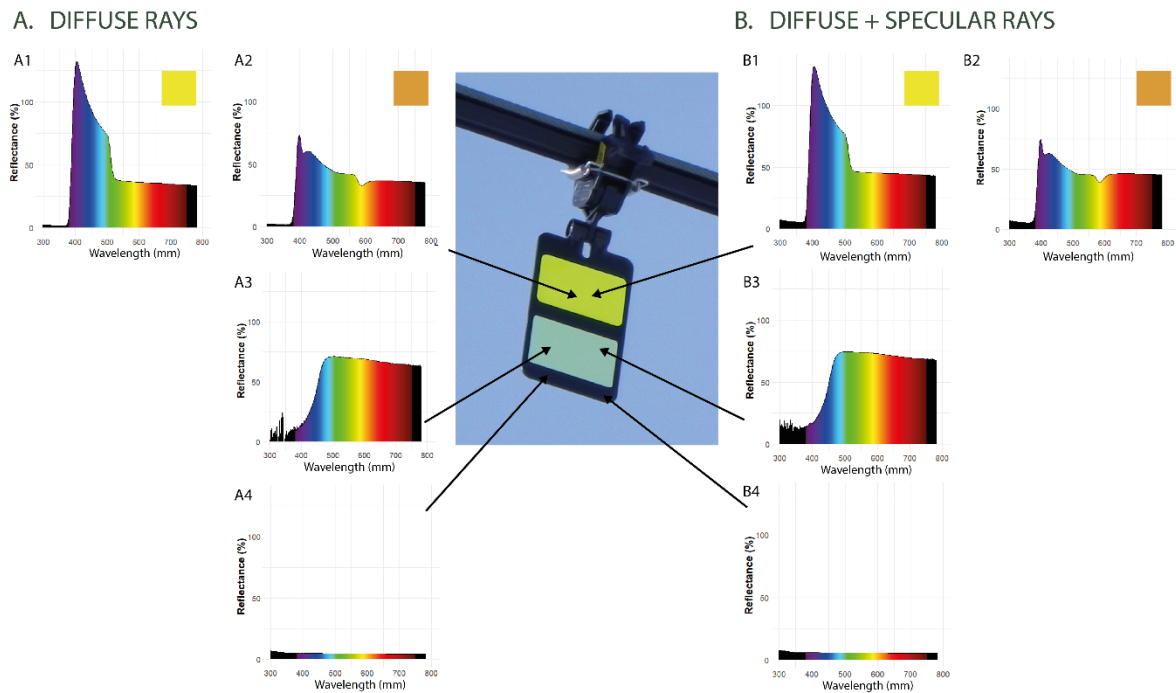 A. DIFFUSE RAYS
B. DIFFUSE + SPECULAR RAYS
A1
Reflectance (%)
100
50
0
300 400 500 600 700 800
Wavelength (mm)
A2
Reflectance (%)
100
50
0
300 400 500 600 700 800
Wavelength (mm)
B1
Reflectance (%)
100
50
0
300 400 500 600 700 800
Wavelength (mm)
B2
Reflectance (%)
100
50
0
300 400 500 600 700 800
Wavelength (mm)
A3
Reflectance (%)
100
50
0
300 400 500 600 700 800
Wavelength (mm)
B3
Reflectance (%)
100
50
0
300 400 500 600 700 800
Wavelength (mm)
A4
Reflectance (%)
100
50
0
300 400 500 600 700 800
Wavelength (mm)
B4
Reflectance (%)
100
50
0
300 400 500 600 700 800
Wavelength (mm)